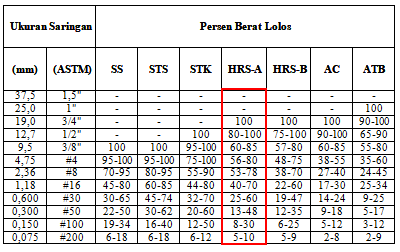 Ukuran Saringan Persen Berat Lolos
(mm) (ASTM) SS STS STK HRS-A HRS-B AC ATB
37,5 1,5" - - - - - - -
25,0 1" - - - - - - 100
19,0 3/4" - - - 100 100 100 90-100
12,7 1/2" - - 100 80-100 75-100 90-100 65-90
9,5 3/8" 100 100 95-100 60-85 57-80 60-85 55-80
4,75 #4 95-100 95-100 75-100 56-80 48-75 38-55 35-60
2,36 #8 70-95 80-95 55-90 53-78 38-70 27-40 24-45
1,18 #16 45-80 60-85 44-80 40-70 22-60 17-30 25-34
0,600 #30 30-65 45-74 32-70 25-60 19-47 14-24 9-25
0,300 #50 22-50 30-62 20-60 13-48 12-35 9-18 5-17
0,150 #100 19-34 16-40 12-50 8-30 6-25 5-12 3-12
0,075 #200 6-18 6-18 6-12 5-10 5-9 2-8 2-9